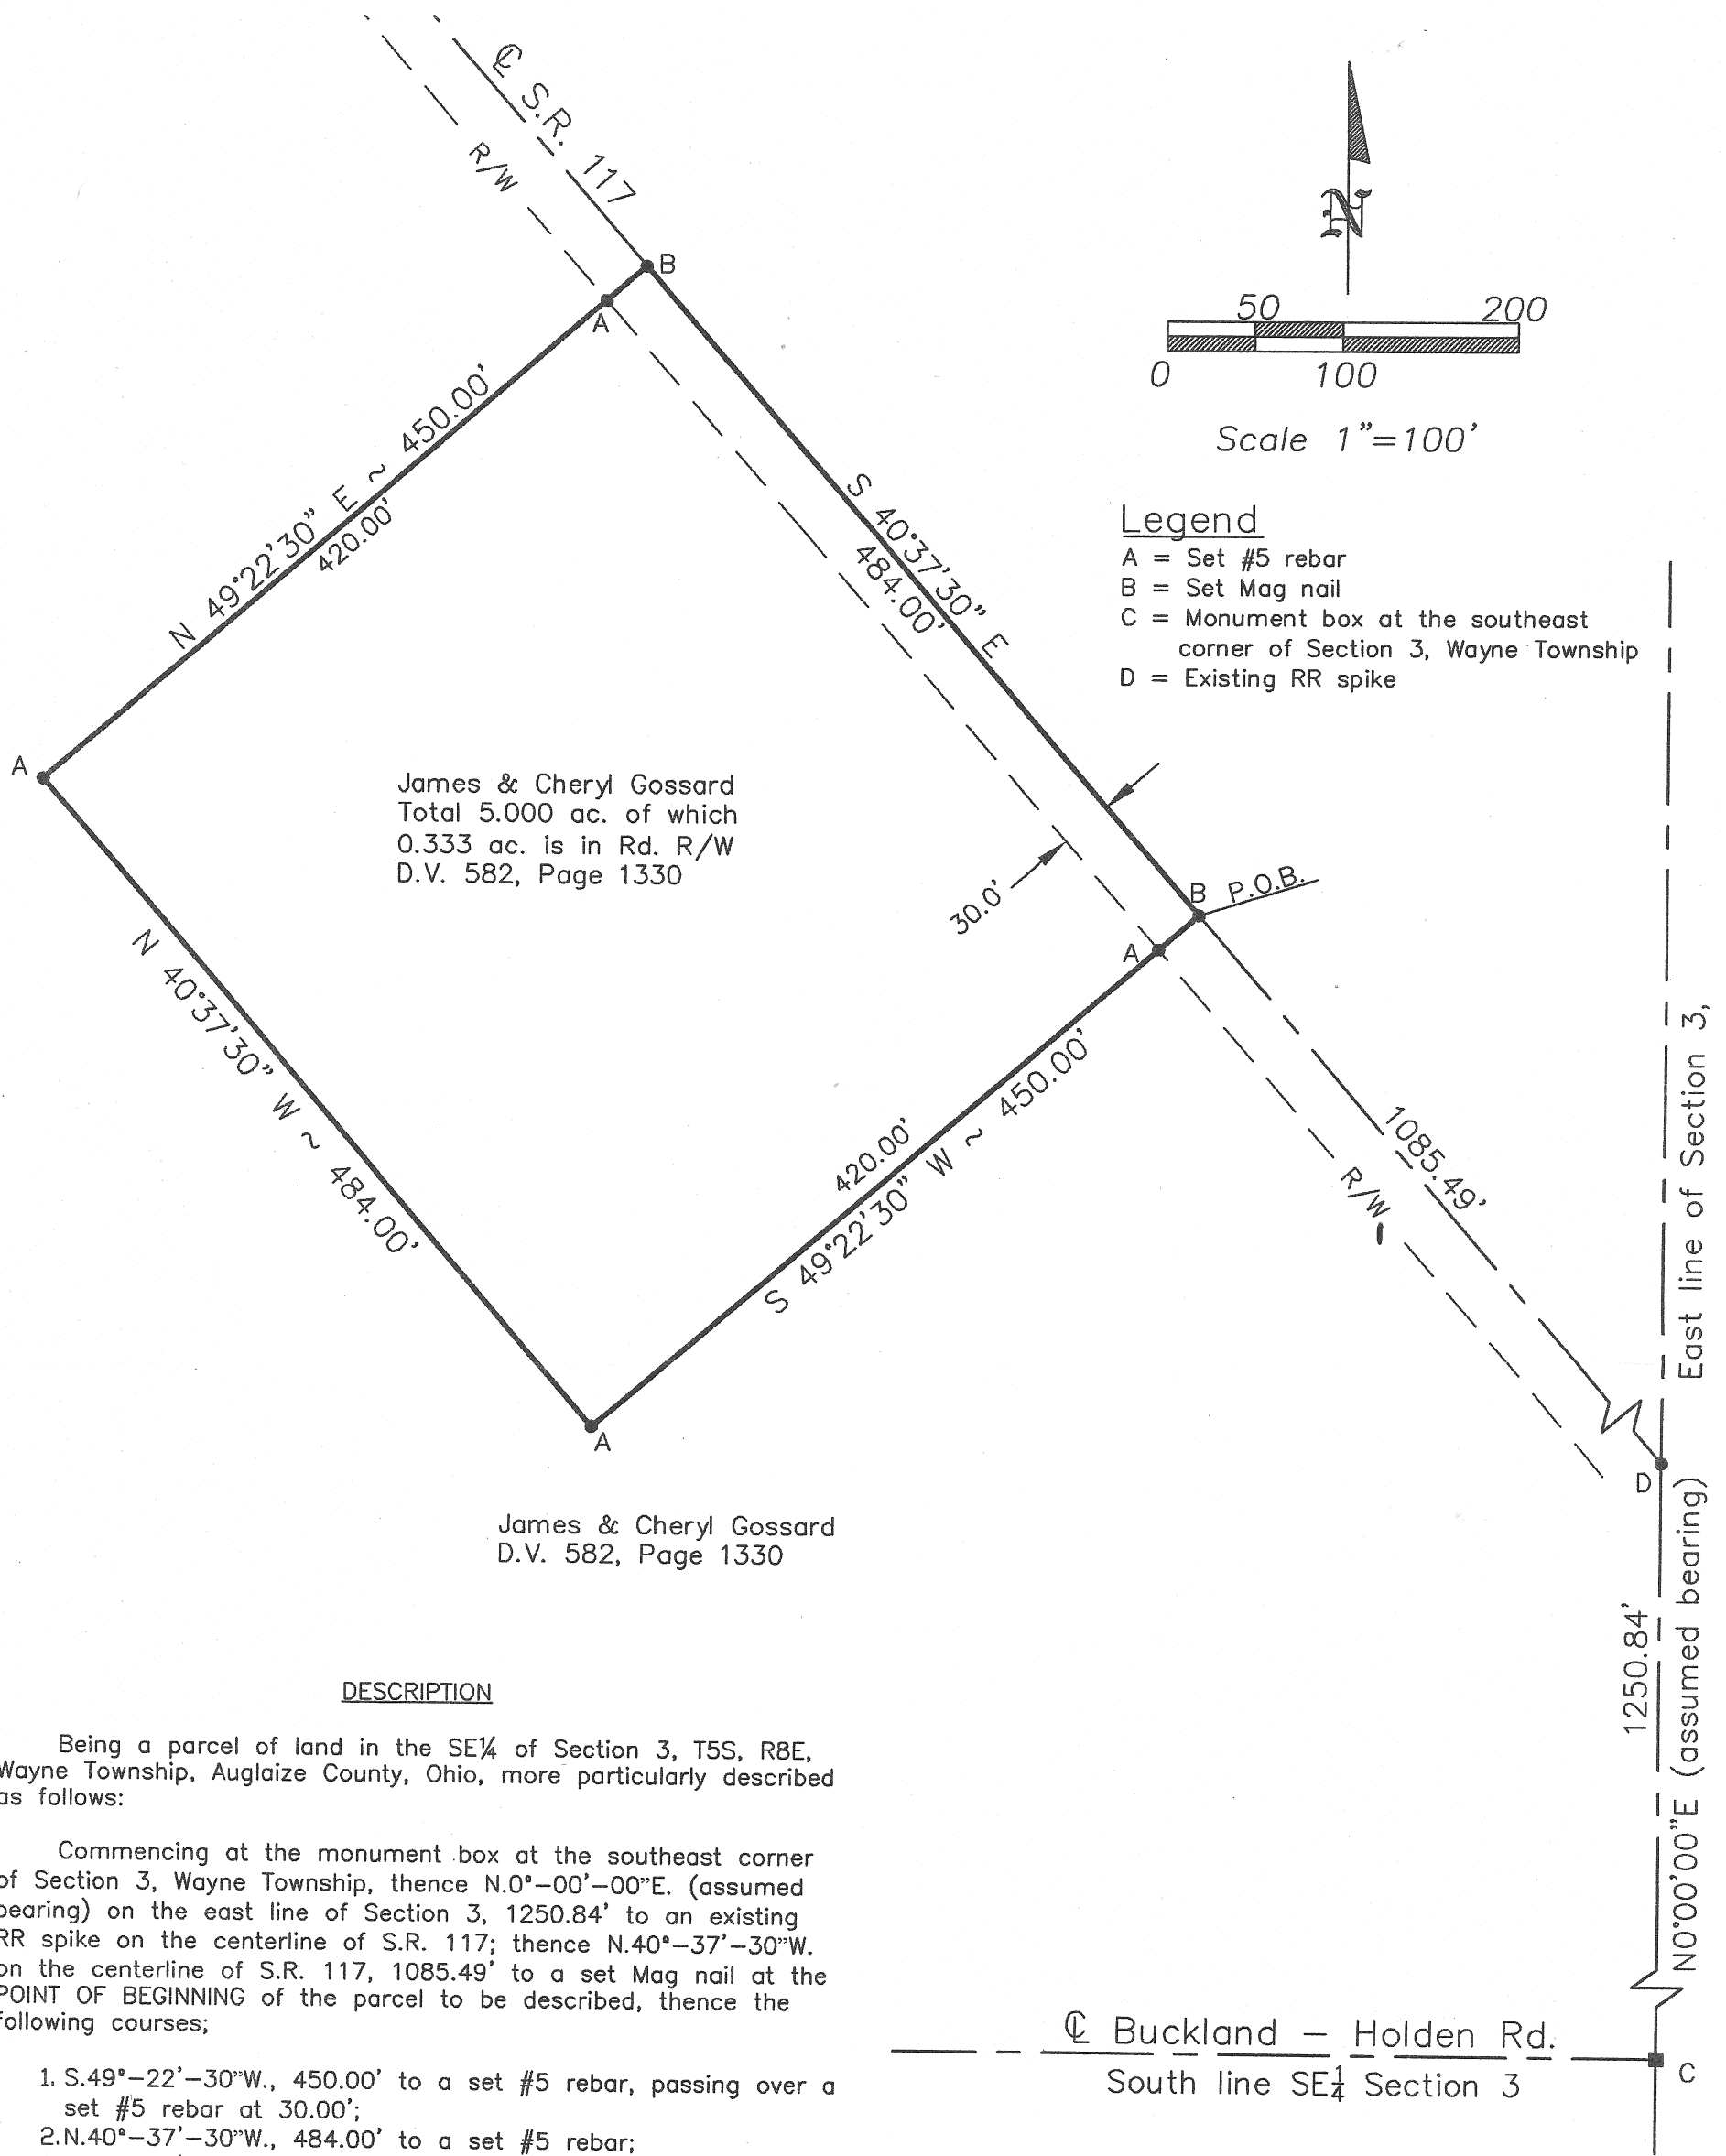 ℄ S.R. 117
R/W
B
A
N
50 200
0 100
Scale 1"=100'
N 49°22'30" E ~ 450.00'
420.00'
S 40°37'30" E
484.00'
Legend
A = Set #5 rebar
B = Set Mag nail
C = Monument box at the southeast
corner of Section 3, Wayne Township
D = Existing RR spike
A
James & Cheryl Gossard
Total 5.000 ac. of which
0.333 ac. is in Rd. R/W
D.V. 582, Page 1330
30.0'
B P.O.B.
A
N 40°37'30" W ~ 484.00'
420.00'
S 49°22'30" W ~ 450.00'
1085.49'
R/W
East line of Section 3,
A
D
James & Cheryl Gossard
D.V. 582, Page 1330
1250.84'
N0°00'00"E (assumed bearing)
DESCRIPTION
Being a parcel of land in the SE¼ of Section 3, T5S, R8E,
Wayne Township, Auglaize County, Ohio, more particularly described
as follows:
Commencing at the monument box at the southeast corner
of Section 3, Wayne Township, thence N.0°-00'-00"E. (assumed
bearing) on the east line of Section 3, 1250.84' to an existing
RR spike on the centerline of S.R. 117; thence N.40°-37'-30"W.
on the centerline of S.R. 117, 1085.49' to a set Mag nail at the
POINT OF BEGINNING of the parcel to be described, thence the
following courses;
1. S.49°-22'-30"W., 450.00' to a set #5 rebar, passing over a
set #5 rebar at 30.00';
2. N.40°-37'-30"W., 484.00' to a set #5 rebar;
℄ Buckland - Holden Rd.
South line SE¼ Section 3
C